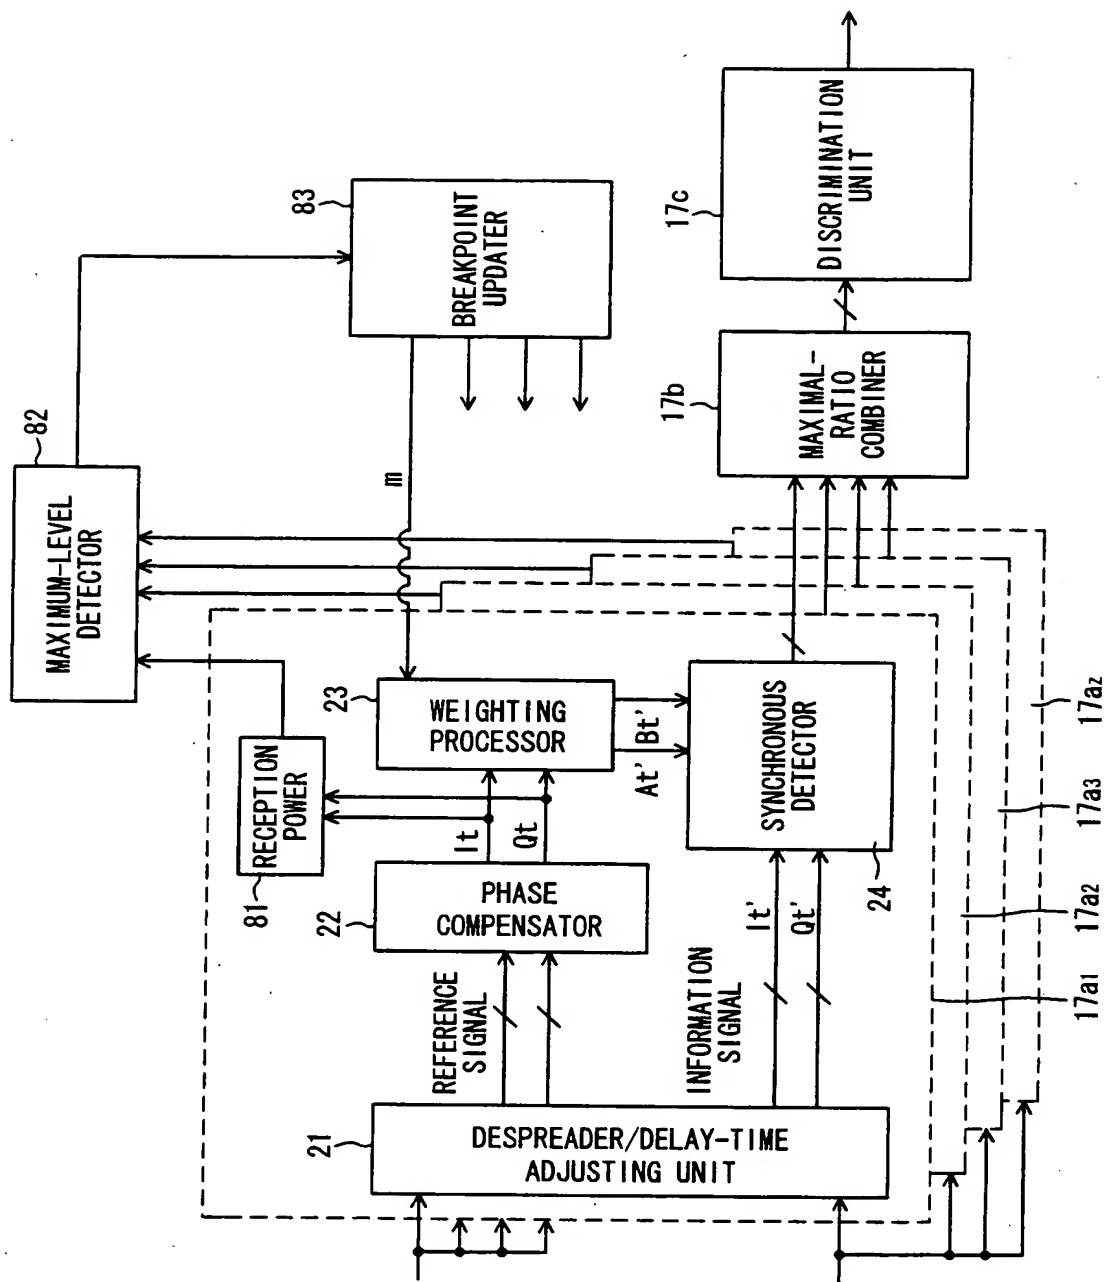 82
MAXIMUM-LEVEL
DETECTOR
83
BREAKPOINT
UPDATER
m
81
RECEPTION
POWER
23
WEIGHTING
PROCESSOR
At'
Bt'
22
PHASE
COMPENSATOR
It
Qt
REFERENCE
SIGNAL
21
DESPREADER/DELAY-TIME
ADJUSTING UNIT
INFORMATION
SIGNAL
It'
Qt'
24
SYNCHRONOUS
DETECTOR
17b
MAXIMAL-
RATIO
COMBINER
17c
DISCRIMINATION
UNIT
17a1
17a2
17a3
17az